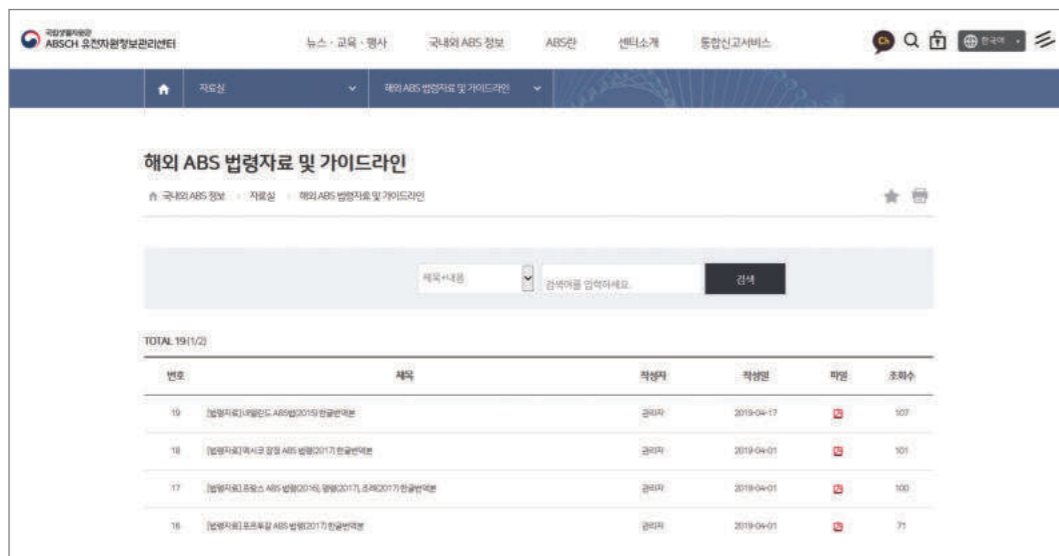 국립생물자원관
ABSCH 유전자원정보관리센터
뉴스 · 교육 · 행사 국내외 ABS 정보 ABS란 센터소개 통합신고서비스
Ch 한국어
자료실 해외 ABS 법령자료 및 가이드라인
해외 ABS 법령자료 및 가이드라인
국내외 ABS 정보 자료실 해외 ABS 법령자료 및 가이드라인
제목+내용 검색어를 입력하세요. 검색
TOTAL 19 (1/2)
번호 제목 작성자 작성일 파일 조회수
19 [법령자료] 네덜란드 ABS법(2015) 한글번역본 관리자 2019-04-17 107
18 [법령자료] 멕시코 ABS 법령(2017) 한글번역본 관리자 2019-04-01 101
17 [법령자료] 프랑스 ABS 법령(2016), 명령(2017), 조례(2017) 한글번역본 관리자 2019-04-01 100
16 [법령자료] 포르투갈 ABS 법령(2017) 한글번역본 관리자 2019-04-01 71